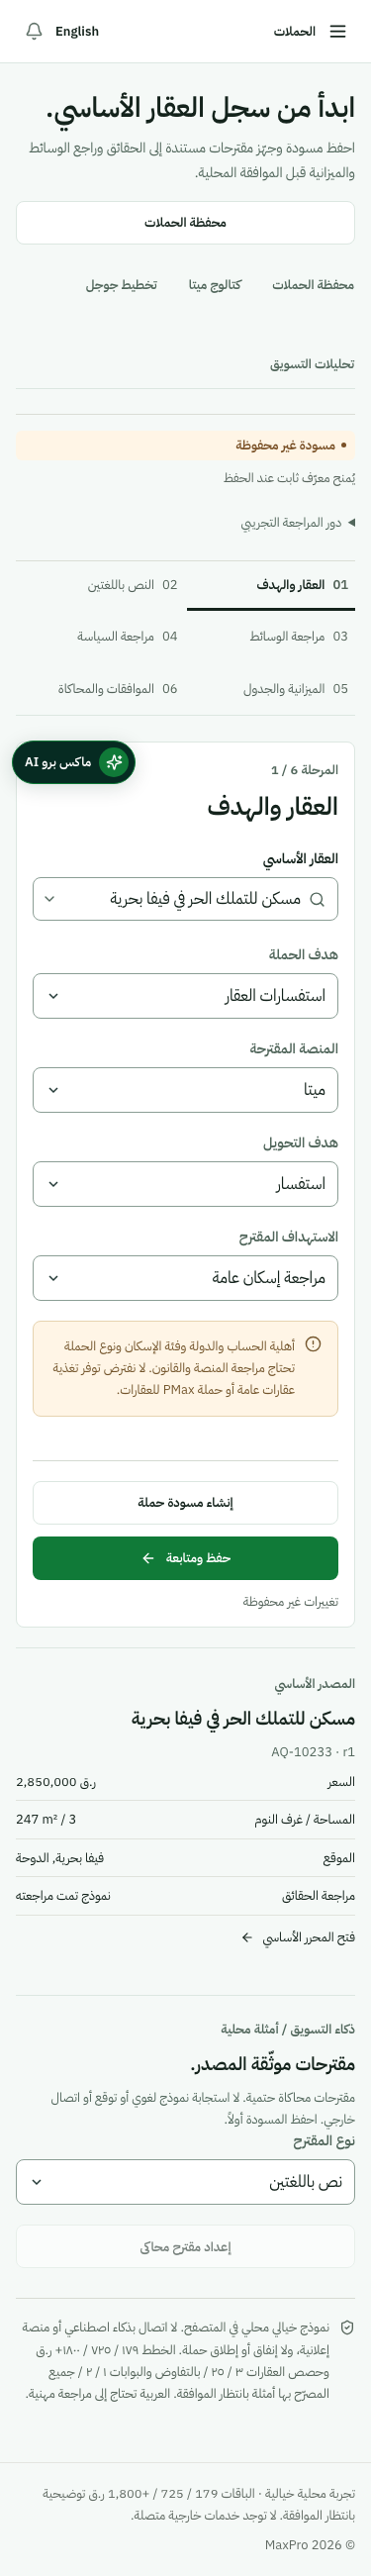 الحملات
English
ابدأ من سجل العقار الأساسي.
احفظ مسودة وجهّز مقترحات مستندة إلى الحقائق وراجع الوسائط
والميزانية قبل الموافقة المحلية.
محفظة الحملات
محفظة الحملات
كتالوج ميتا
تخطيط جوجل
تحليلات التسويق
• مسودة غير محفوظة
يُمنح معرّف ثابت عند الحفظ
◀ دور المراجعة التجريبي
01 العقار والهدف
02 النص باللغتين
03 مراجعة الوسائط
04 مراجعة السياسة
05 الميزانية والجدول
06 الموافقات والمحاكاة
ماكس برو AI
المرحلة 6 / 1
العقار والهدف
العقار الأساسي
مسكن للتملك الحر في فيفا بحرية
هدف الحملة
استفسارات العقار
المنصة المقترحة
ميتا
هدف التحويل
استفسار
الاستهداف المقترح
مراجعة إسكان عامة
أهلية الحساب والدولة وفئة الإسكان ونوع الحملة
تحتاج مراجعة المنصة والقانون. لا نفترض توفر تغذية
عقارات عامة أو حملة PMax للعقارات.
إنشاء مسودة حملة
حفظ ومتابعة
تغييرات غير محفوظة
المصدر الأساسي
مسكن للتملك الحر في فيفا بحرية
AQ-10233 · r1
السعر
2,850,000 ر.ق
المساحة / غرف النوم
247 m² / 3
الموقع
فيفا بحرية, الدوحة
مراجعة الحقائق
نموذج تمت مراجعته
فتح المحرر الأساسي
ذكاء التسويق / أمثلة محلية
مقترحات موثّقة المصدر.
مقترحات محاكاة حتمية. لا استجابة نموذج لغوي أو توقع أو اتصال
خارجي. احفظ المسودة أولاً.
نوع المقترح
نص باللغتين
إعداد مقترح محاكى
نموذج خيالي محلي في المتصفح. لا اتصال بذكاء اصطناعي أو منصة
إعلانية، ولا إنفاق أو إطلاق حملة. الخطط ١٧٩ / ٧٢٥ / ١٨٠٠+ ر.ق
وحصص العقارات ٣ / ٢٥ / بالتفاوض والبوابات ١ / ٢ / جميع
المصرّح بها أمثلة بانتظار الموافقة. العربية تحتاج إلى مراجعة مهنية.
تجربة محلية خيالية · الباقات 179 / 725 / +1,800 ر.ق توضيحية
بانتظار الموافقة. لا توجد خدمات خارجية متصلة.
© 2026 MaxPro